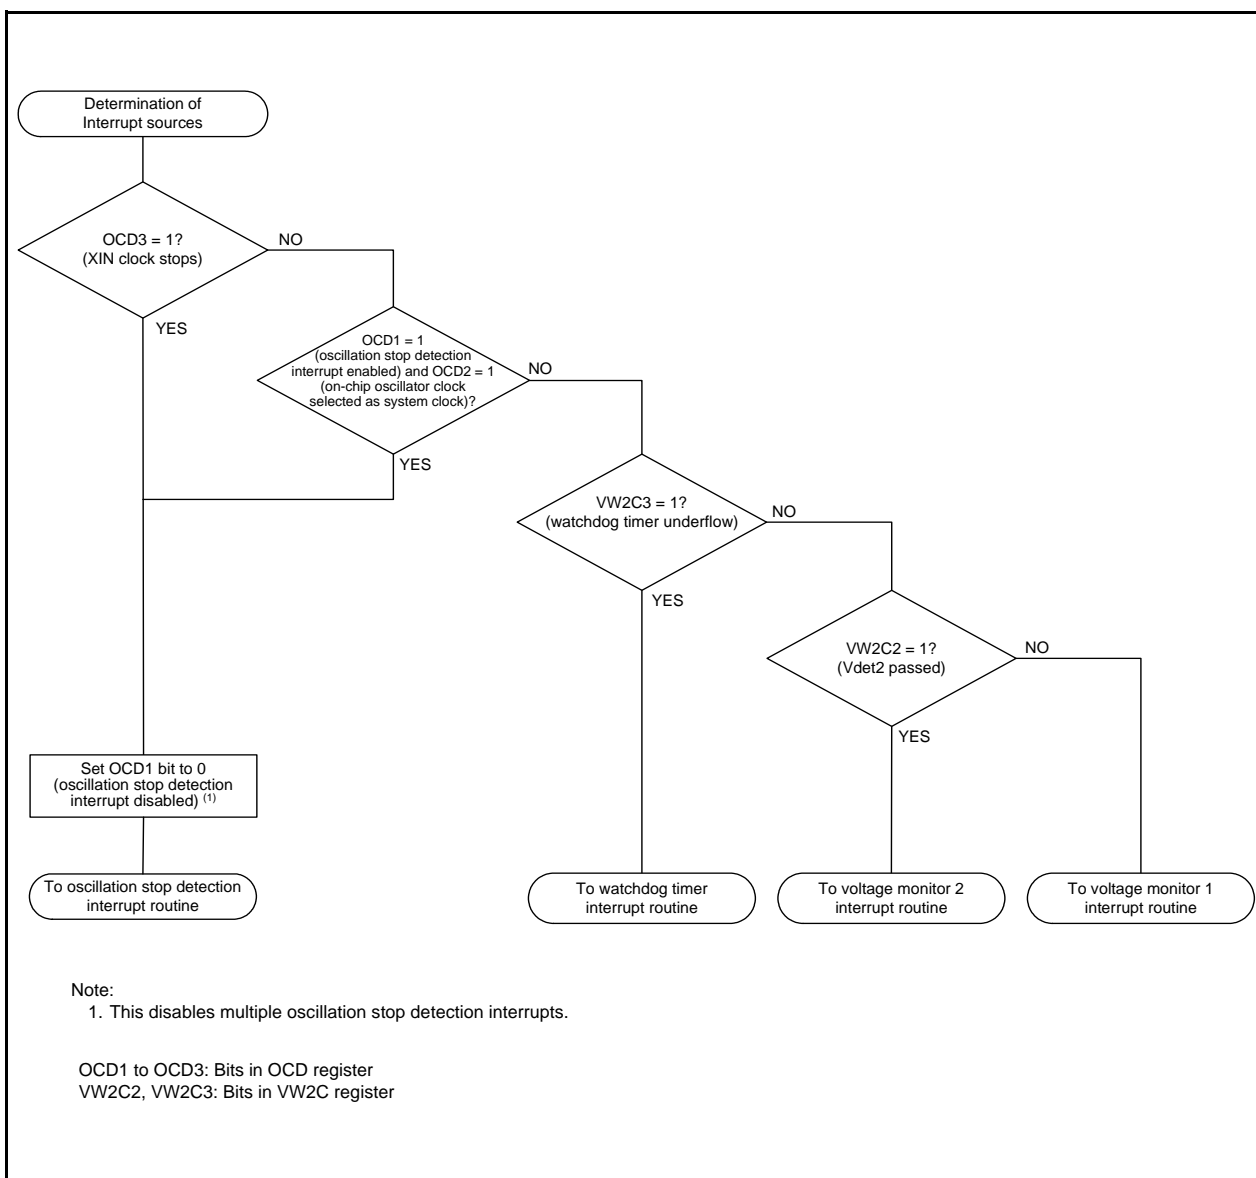 Determination of
Interrupt sources
OCD3 = 1?
(XIN clock stops)
NO
YES
OCD1 = 1
(oscillation stop detection
interrupt enabled) and OCD2 = 1
(on-chip oscillator clock
selected as system clock)?
NO
YES
VW2C3 = 1?
(watchdog timer underflow)
NO
YES
VW2C2 = 1?
(Vdet2 passed)
NO
YES
Set OCD1 bit to 0
(oscillation stop detection
interrupt disabled) (1)
To oscillation stop detection
interrupt routine
To watchdog timer
interrupt routine
To voltage monitor 2
interrupt routine
To voltage monitor 1
interrupt routine
Note:
1. This disables multiple oscillation stop detection interrupts.
OCD1 to OCD3: Bits in OCD register
VW2C2, VW2C3: Bits in VW2C register